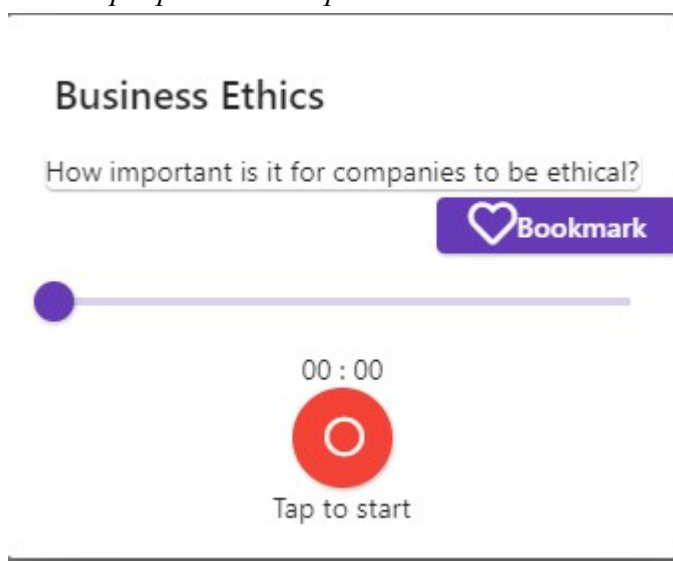 Business Ethics
How important is it for companies to be ethical?
Bookmark
00 : 00
Tap to start